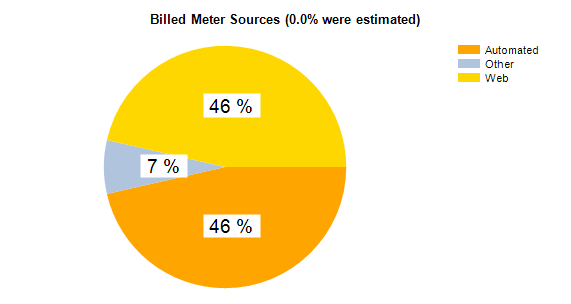 Billed Meter Sources (0.0% were estimated)
Automated
Other
Web
46 %
7 %
46 %